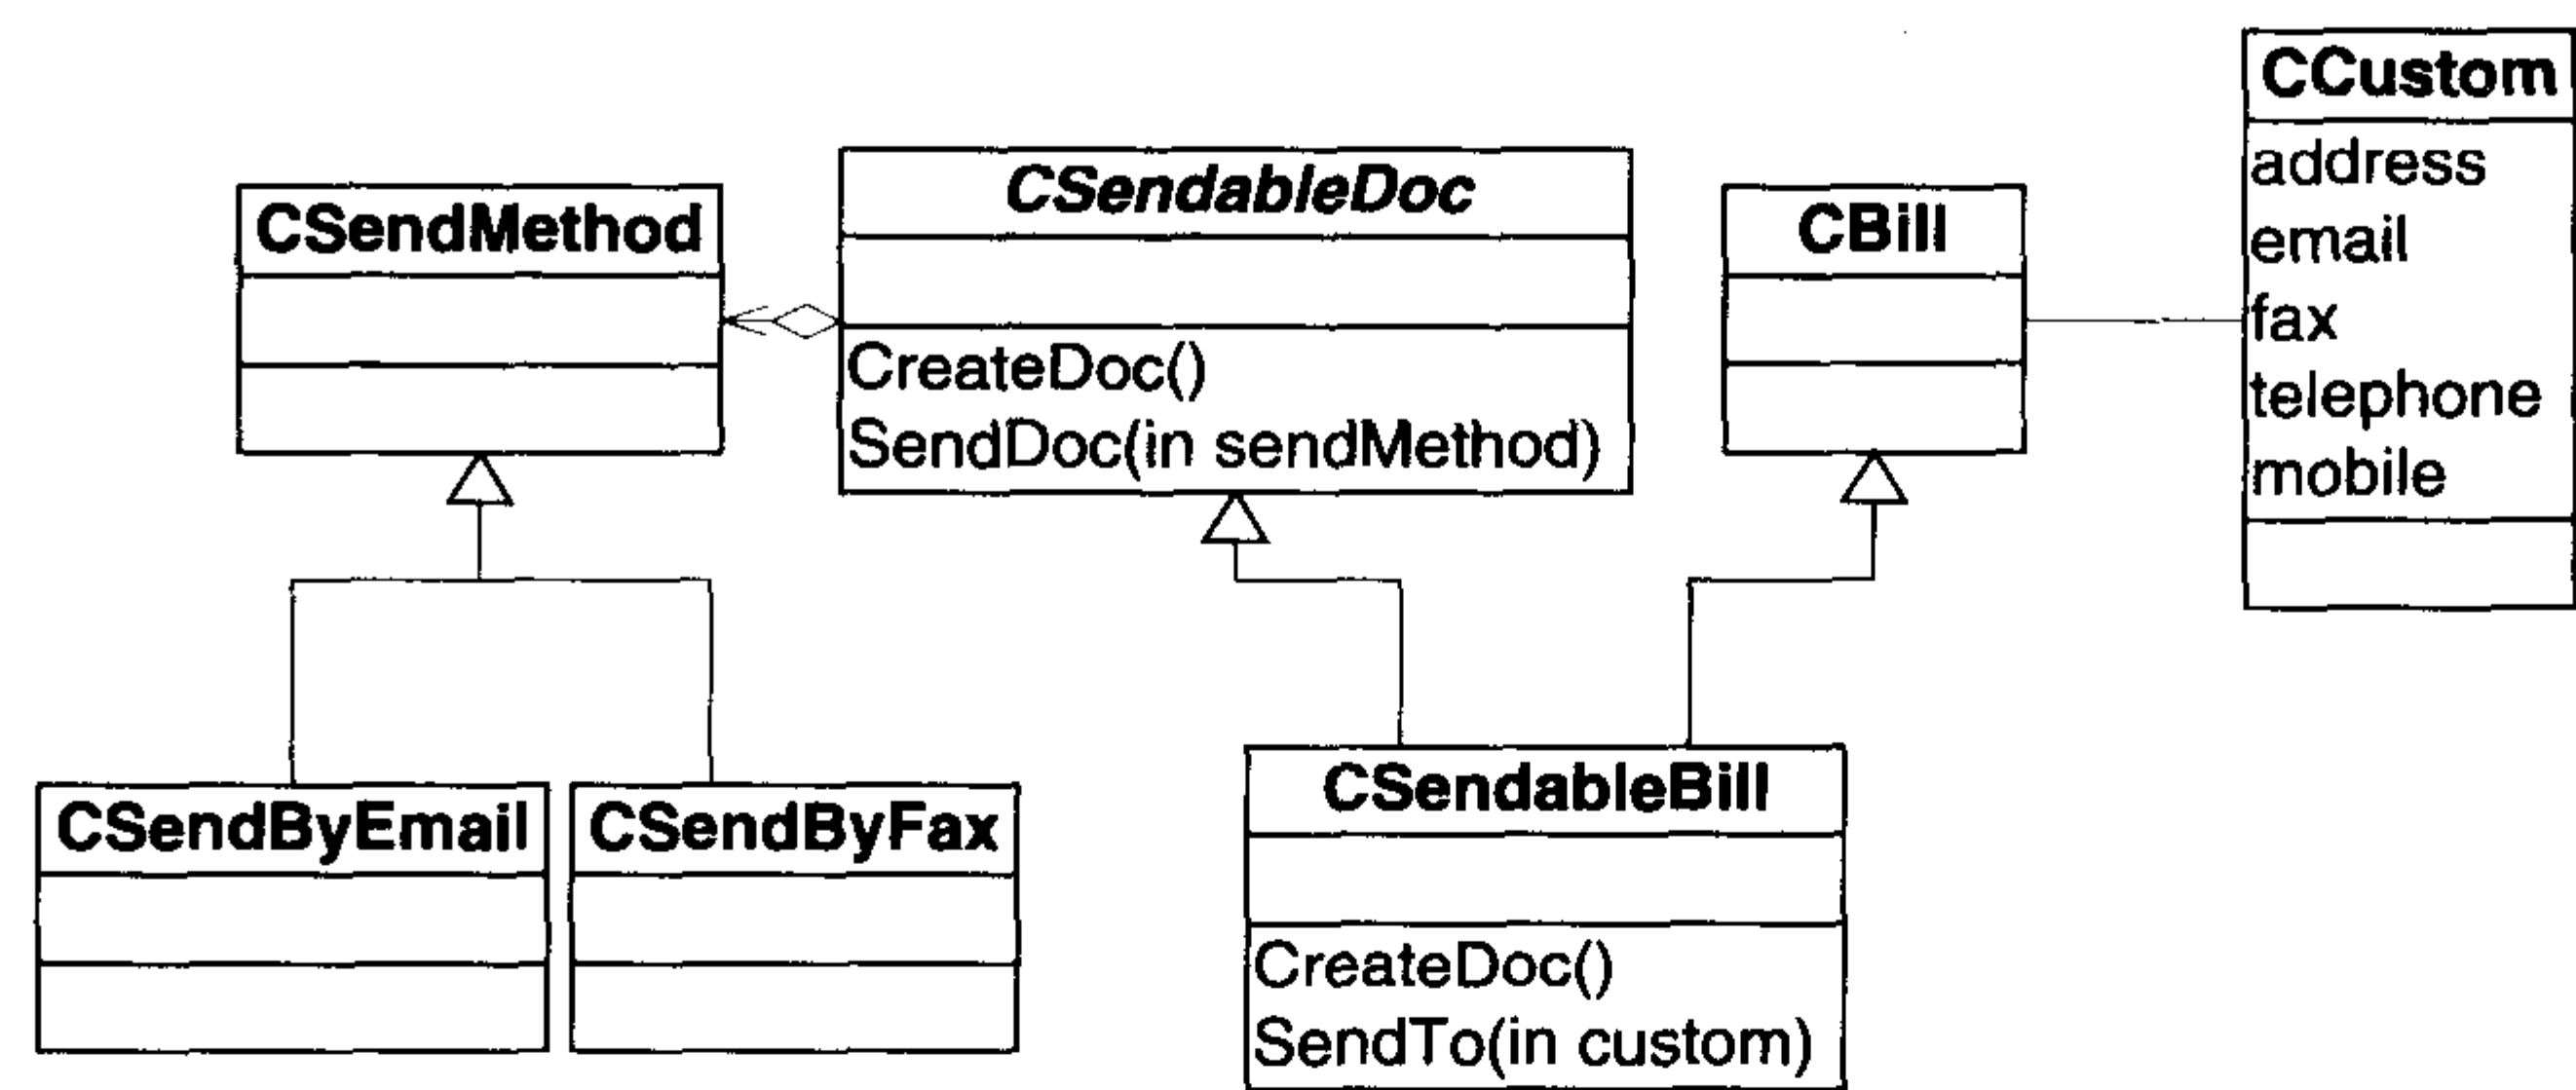 CSendMethod
CSendableDoc
CreateDoc()
SendDoc(in sendMethod)
CBill
CCustom
address
email
fax
telephone
mobile
CSendByEmail
CSendByFax
CSendableBill
CreateDoc()
SendTo(in custom)